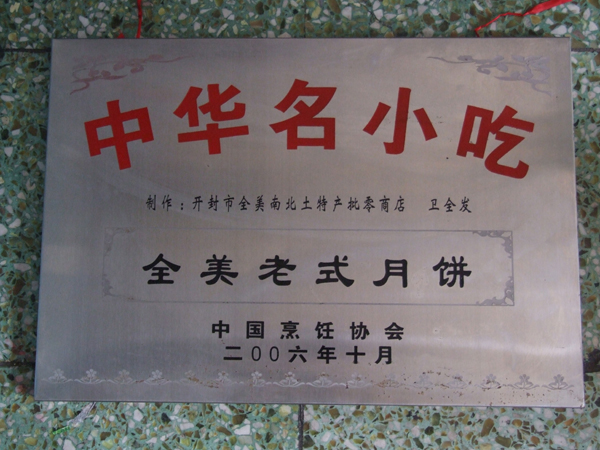 中华名小吃
制作：开封市全美南北土特产批零商店 卫全发
全美老式月饼
中国烹饪协会
二00六年十月